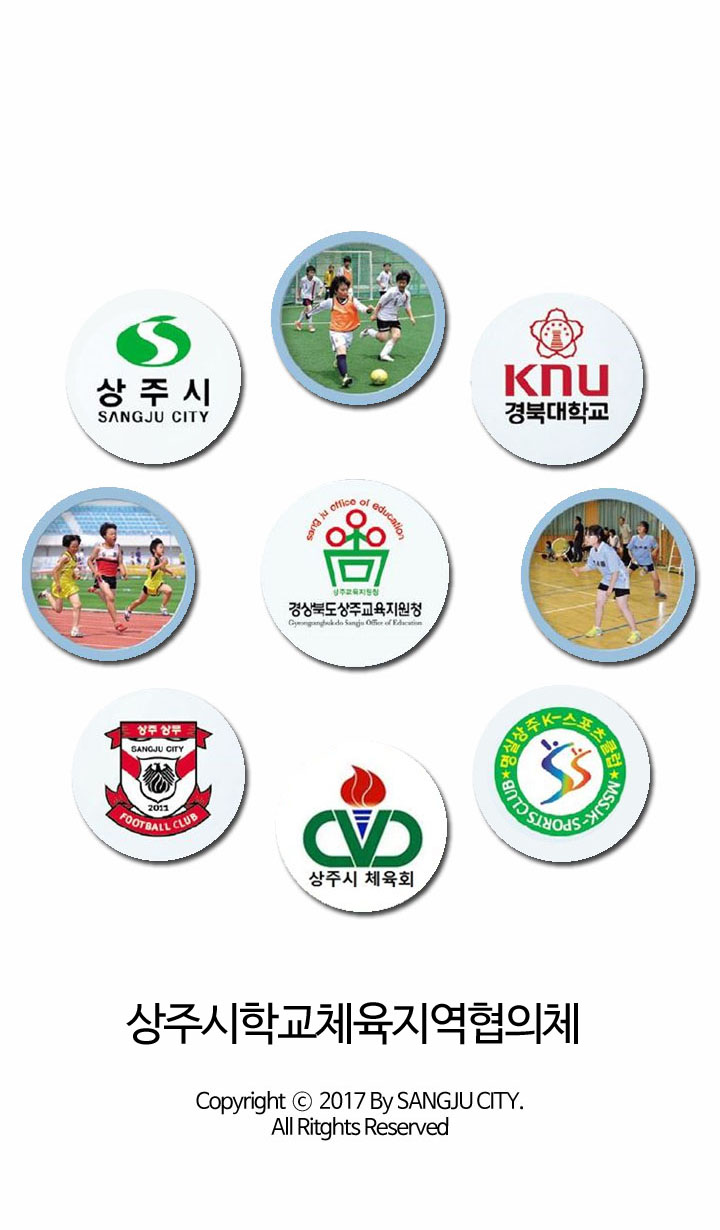 상주시
SANGJU CITY
KNU
경북대학교
sang ju office of education
상주교육지원청
경상북도상주교육지원청
Gyeongsangbuk-do Sangju Office of Education
상주 상무
SANGJU CITY
2011
FOOTBALL CLUB
상주시 체육회
명실상주 K-스포츠클럽
MSSJK-SPORTS CLUB
상주시학교체육지역협의체
Copyright ⓒ 2017 By SANGJU CITY.
All Ritghts Reserved